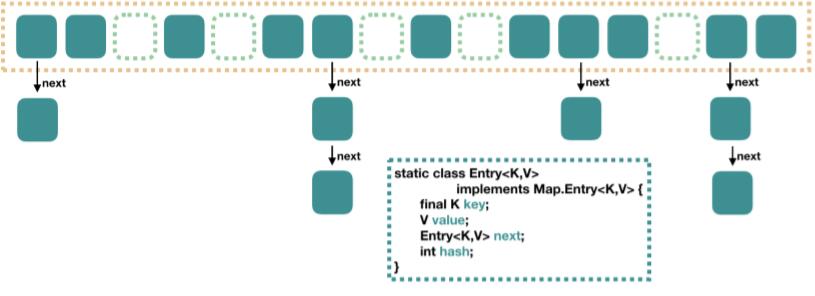 next
next
next
next
next
next
static class Entry<K,V>
implements Map.Entry<K,V> {
final K key;
V value;
Entry<K,V> next;
int hash;
}